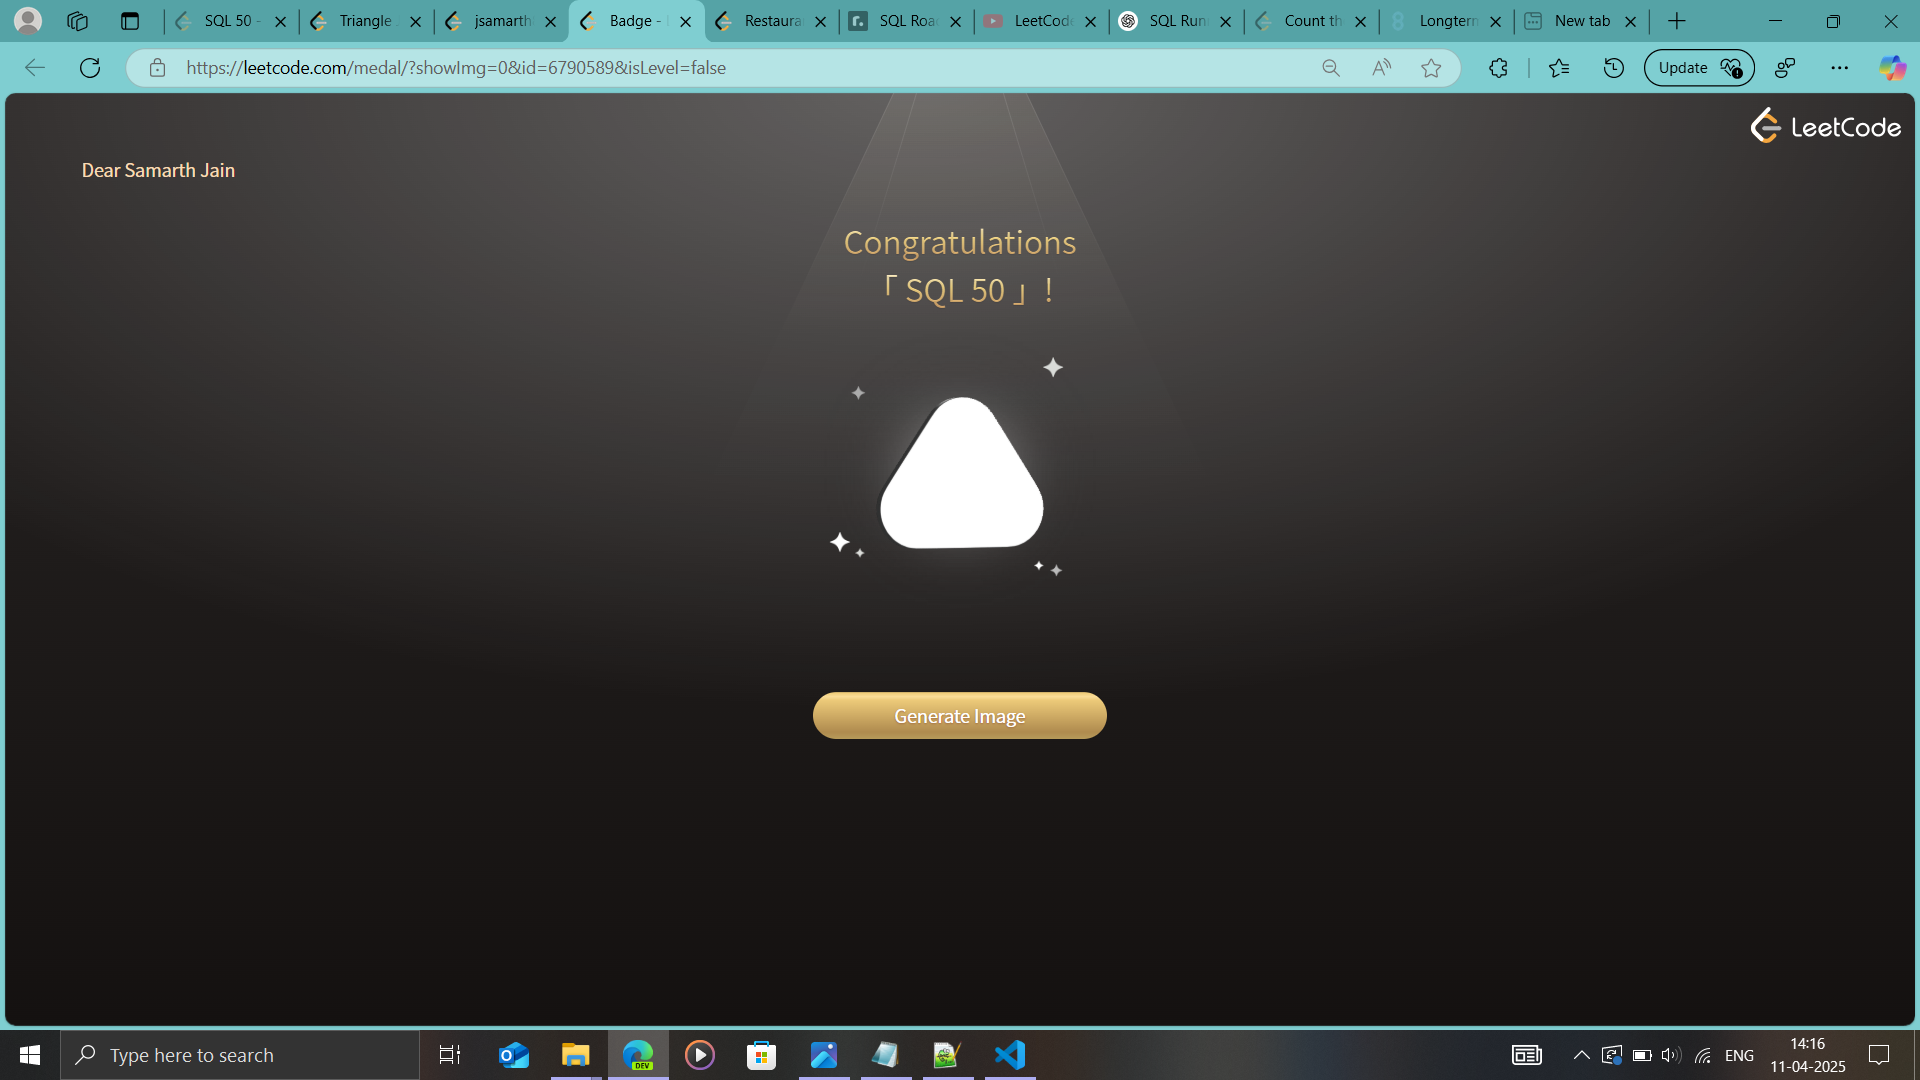 SQL 50 -
Triangle
jsamarth
Badge -
Restaura
SQL Roa
LeetCode
SQL Run
Count th
Longterm
New tab
https://leetcode.com/medal/?showImg=0&id=6790589&isLevel=false
Update
LeetCode
Dear Samarth Jain
Congratulations
「 SQL 50 」!
Generate Image
Type here to search
DEV
ENG
14:16
11-04-2025